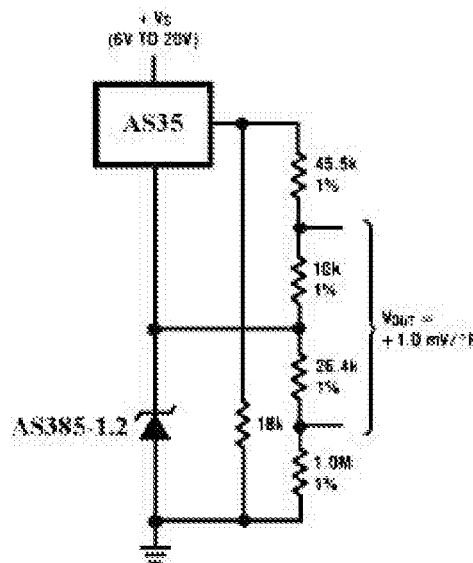 + VS
(6V TO 20V)
AS35
45.5k
1%
10k
1%
VOUT =
+1.0 mV/°F
26.4k
1%
AS385-1.2
18k
1.0M
1%